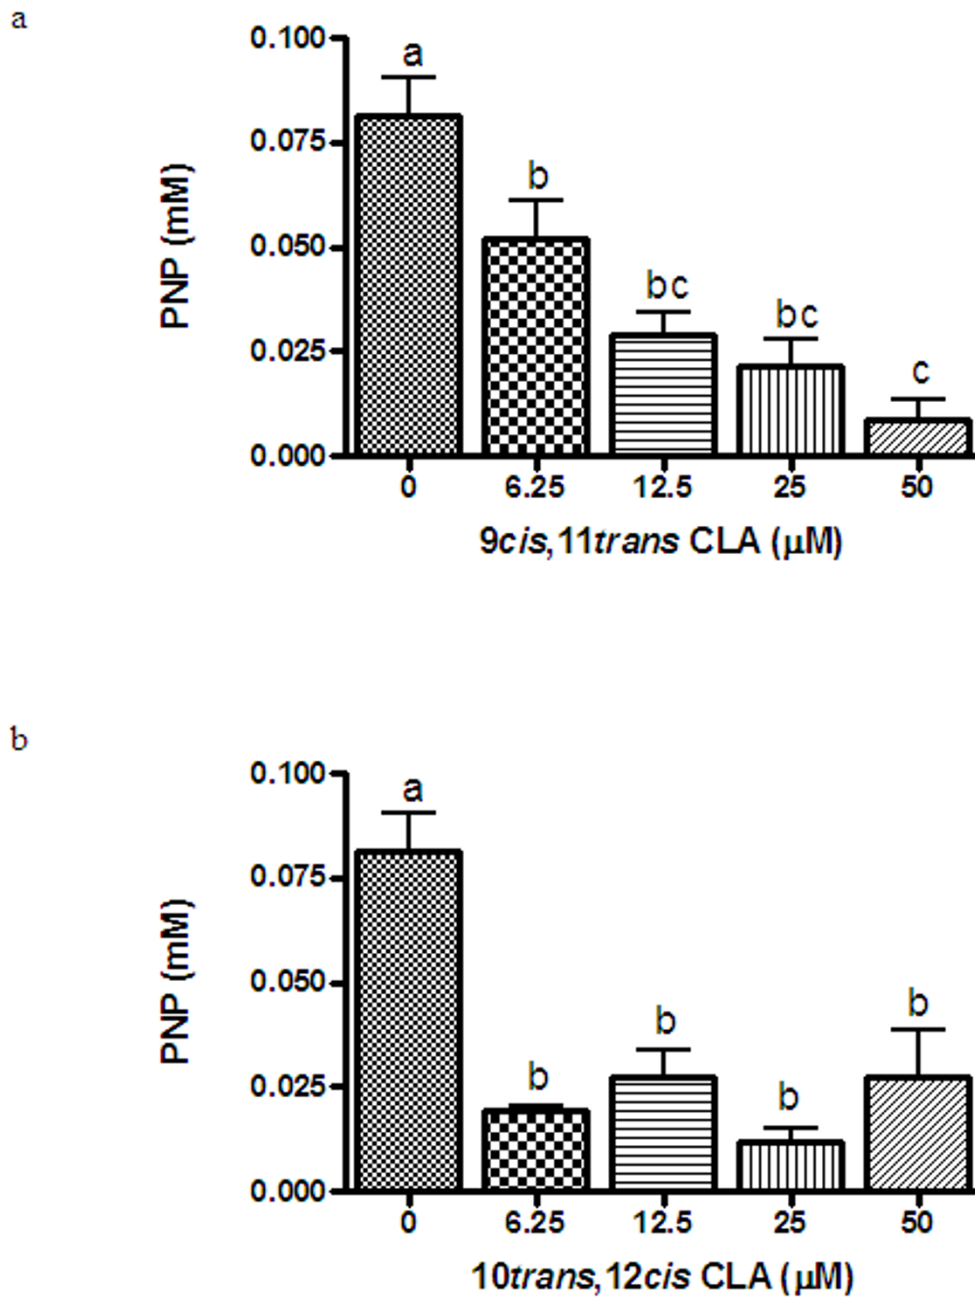 a
0.100
0.075
0.050
0.025
0.000
PNP (mM)
a
b
bc
bc
c
0 6.25 12.5 25 50
9cis,11trans CLA (μM)
b
0.100
0.075
0.050
0.025
0.000
PNP (mM)
a
b
b
b
b
0 6.25 12.5 25 50
10trans,12cis CLA (μM)